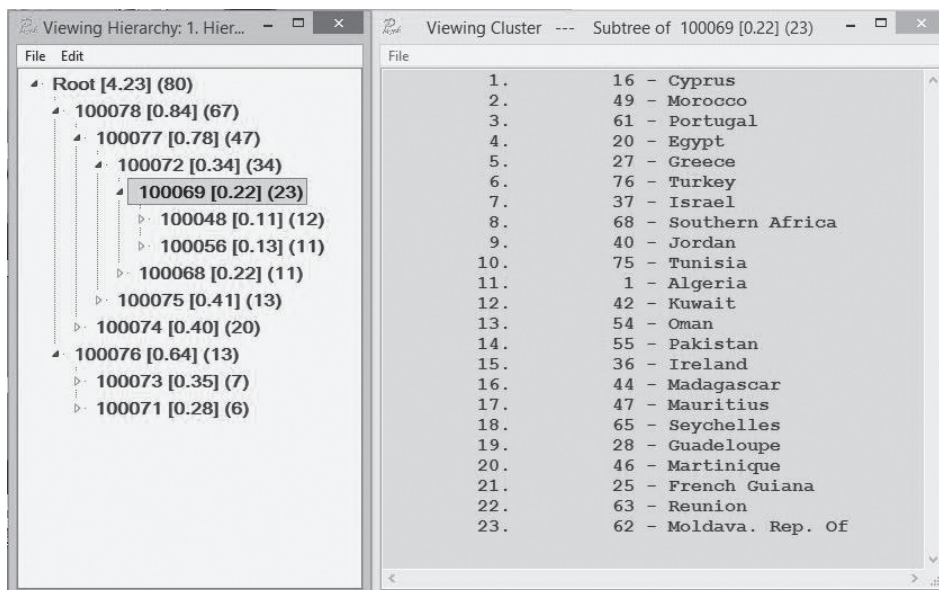 Viewing Hierarchy: 1. Hier...
File Edit
Root [4.23] (80)
100078 [0.84] (67)
100077 [0.78] (47)
100072 [0.34] (34)
100069 [0.22] (23)
100048 [0.11] (12)
100056 [0.13] (11)
100068 [0.22] (11)
100075 [0.41] (13)
100074 [0.40] (20)
100076 [0.64] (13)
100073 [0.35] (7)
100071 [0.28] (6)
Viewing Cluster --- Subtree of 100069 [0.22] (23)
File
1. 16 - Cyprus
2. 49 - Morocco
3. 61 - Portugal
4. 20 - Egypt
5. 27 - Greece
6. 76 - Turkey
7. 37 - Israel
8. 68 - Southern Africa
9. 40 - Jordan
10. 75 - Tunisia
11. 1 - Algeria
12. 42 - Kuwait
13. 54 - Oman
14. 55 - Pakistan
15. 36 - Ireland
16. 44 - Madagascar
17. 47 - Mauritius
18. 65 - Seychelles
19. 28 - Guadeloupe
20. 46 - Martinique
21. 25 - French Guiana
22. 63 - Reunion
23. 62 - Moldava. Rep. Of